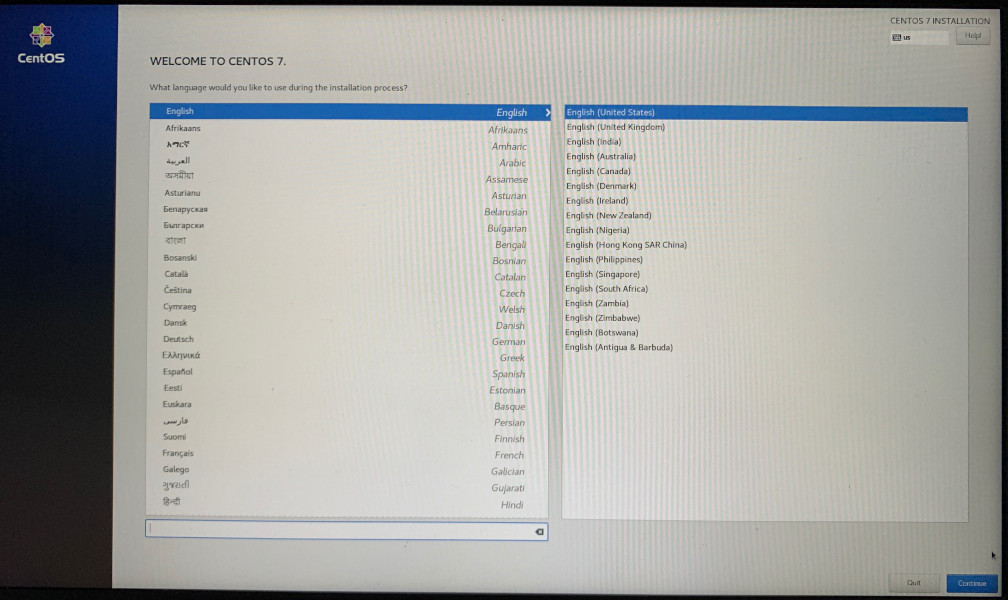 CentOS
CENTOS 7 INSTALLATION
us
Help!
WELCOME TO CENTOS 7.
What language would you like to use during the installation process?
English English
Afrikaans Afrikaans
አማርኛ Amharic
العربية Arabic
অসমীয়া Assamese
Asturianu Asturian
Беларуская Belarusian
Български Bulgarian
বাংলা Bengali
Bosanski Bosnian
Català Catalan
Čeština Czech
Cymraeg Welsh
Dansk Danish
Deutsch German
Ελληνικά Greek
Español Spanish
Eesti Estonian
Euskara Basque
فارسی Persian
Suomi Finnish
Français French
Galego Galician
ગુજરાતી Gujarati
हिन्दी Hindi
English (United States)
English (United Kingdom)
English (India)
English (Australia)
English (Canada)
English (Denmark)
English (Ireland)
English (New Zealand)
English (Nigeria)
English (Hong Kong SAR China)
English (Philippines)
English (Singapore)
English (South Africa)
English (Zambia)
English (Zimbabwe)
English (Botswana)
English (Antigua & Barbuda)
Quit
Continue